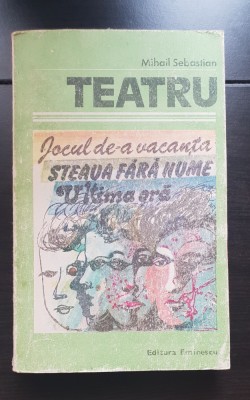 Mihail Sebastian
TEATRU
Jocul de-a vacanța
STEAUA FĂRĂ NUME
Ultima oră
Editura Eminescu